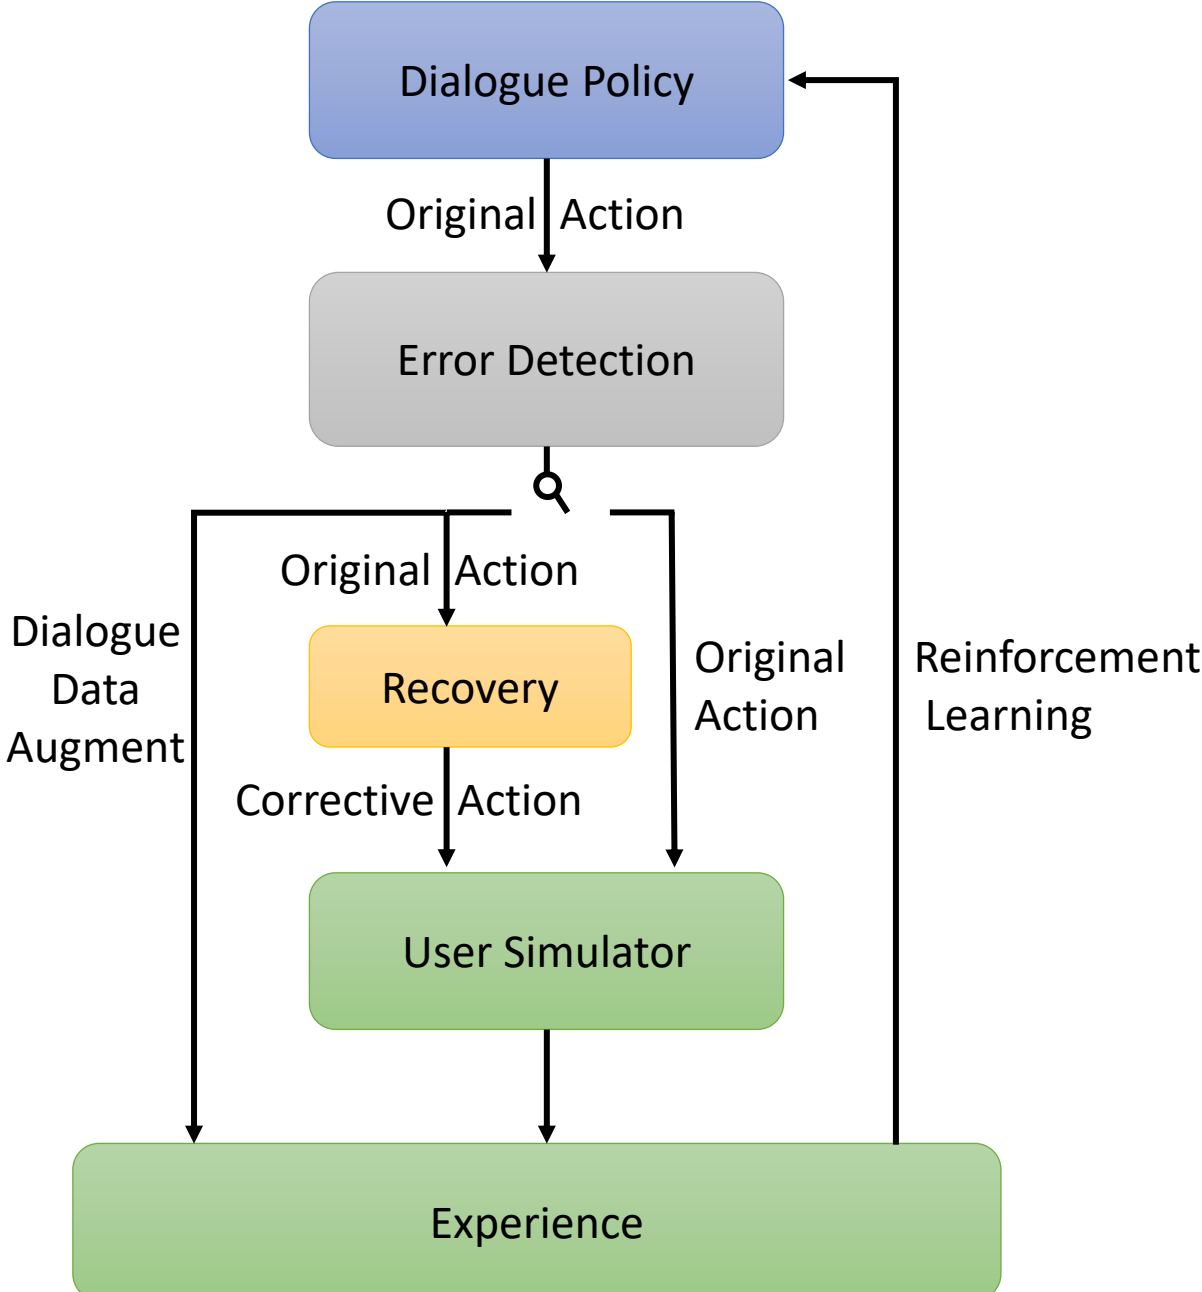 Dialogue Policy
Original Action
Error Detection
Original Action
Dialogue
Data
Augment
Recovery
Original
Action
Reinforcement
Learning
Corrective Action
User Simulator
Experience